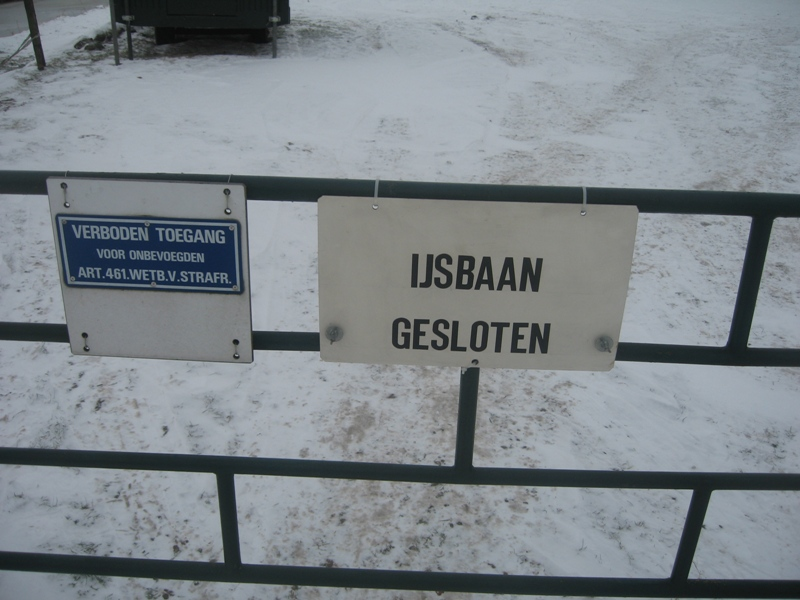 VERBODEN TOEGANG
VOOR ONBEVOEGDEN
ART.461.WETB.V.STRAFR.
IJSBAAN
GESLOTEN